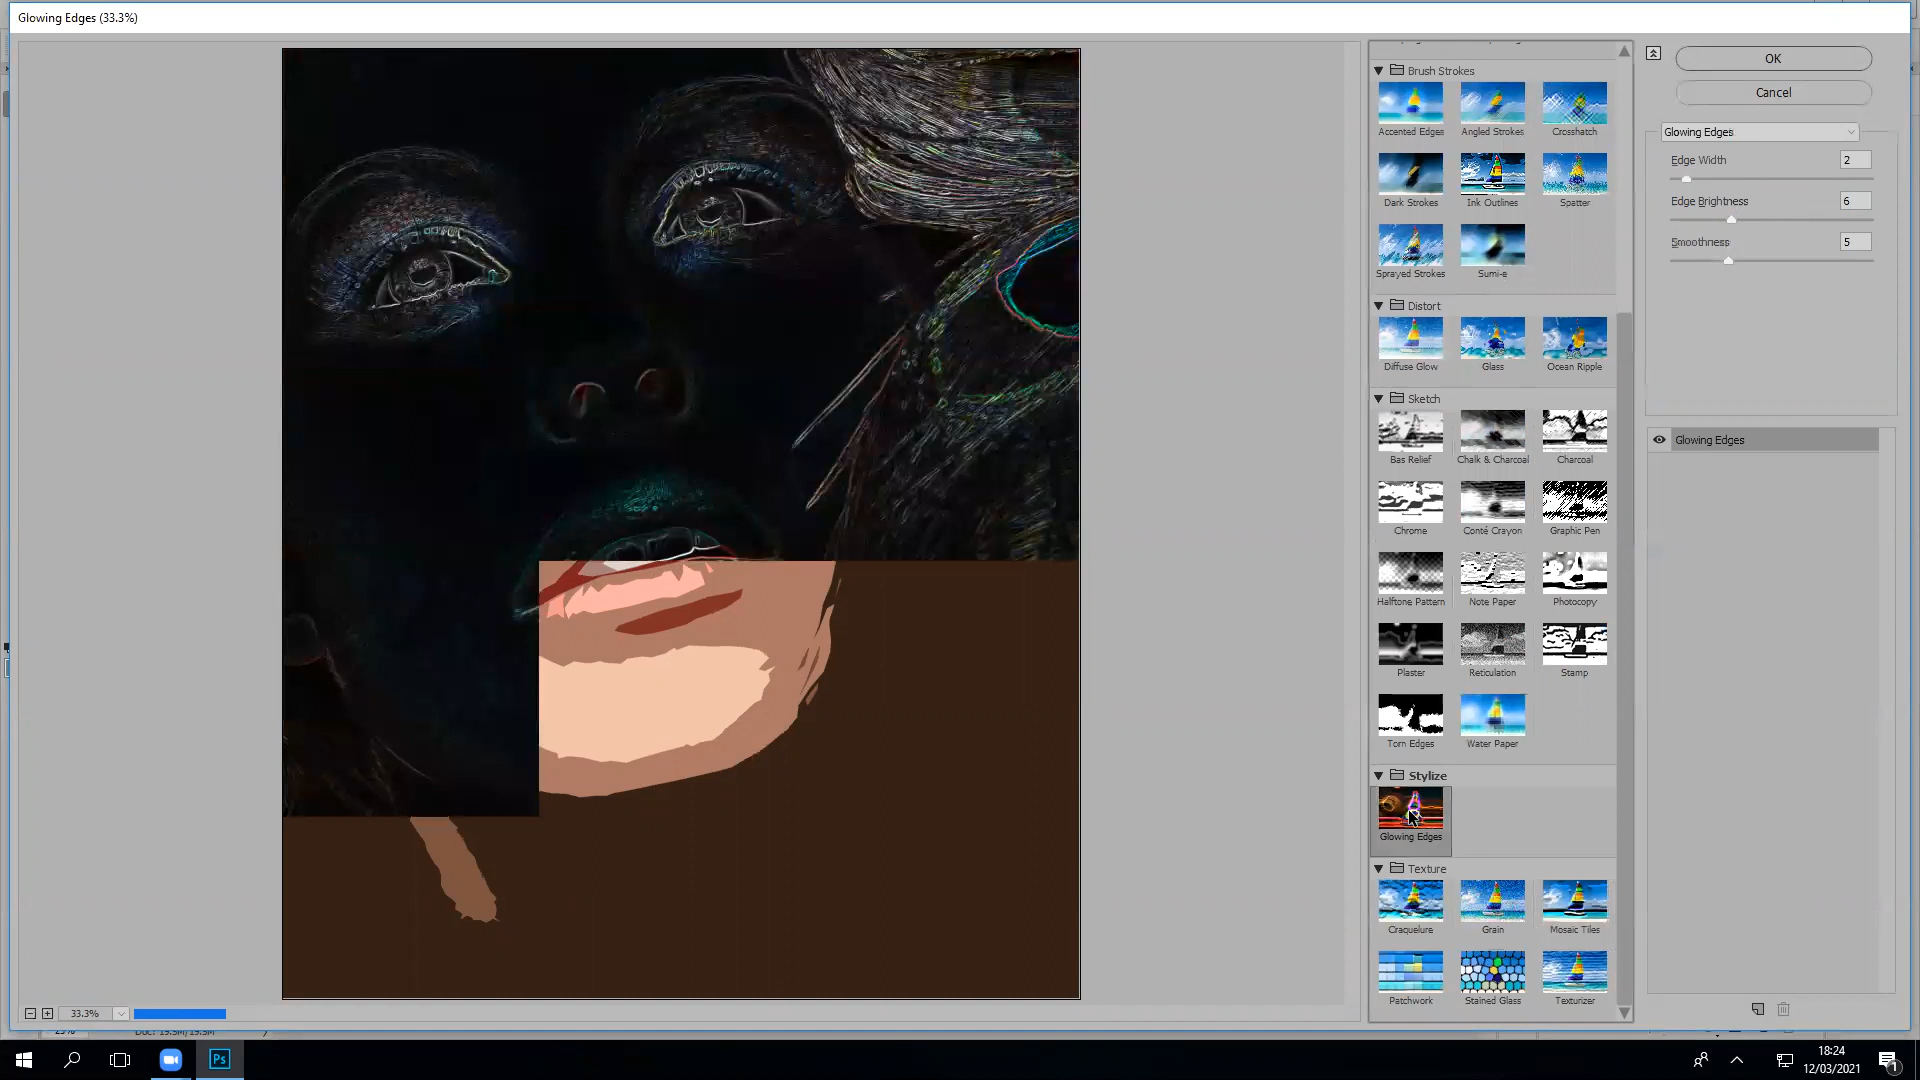 Glowing Edges (33.3%)
Brush Strokes
Accented Edges
Angled Strokes
Crosshatch
Dark Strokes
Ink Outlines
Spatter
Sprayed Strokes
Sumi-e
Distort
Diffuse Glow
Glass
Ocean Ripple
Sketch
Bas Relief
Chalk & Charcoal
Charcoal
Chrome
Conté Crayon
Graphic Pen
Halftone Pattern
Note Paper
Photocopy
Plaster
Reticulation
Stamp
Torn Edges
Water Paper
Stylize
Glowing Edges
Texture
Craquelure
Grain
Mosaic Tiles
Patchwork
Stained Glass
Texturizer
OK
Cancel
Glowing Edges
Edge Width 2
Edge Brightness 6
Smoothness 5
Glowing Edges
33.3%
Ps
18:24
12/03/2021
1